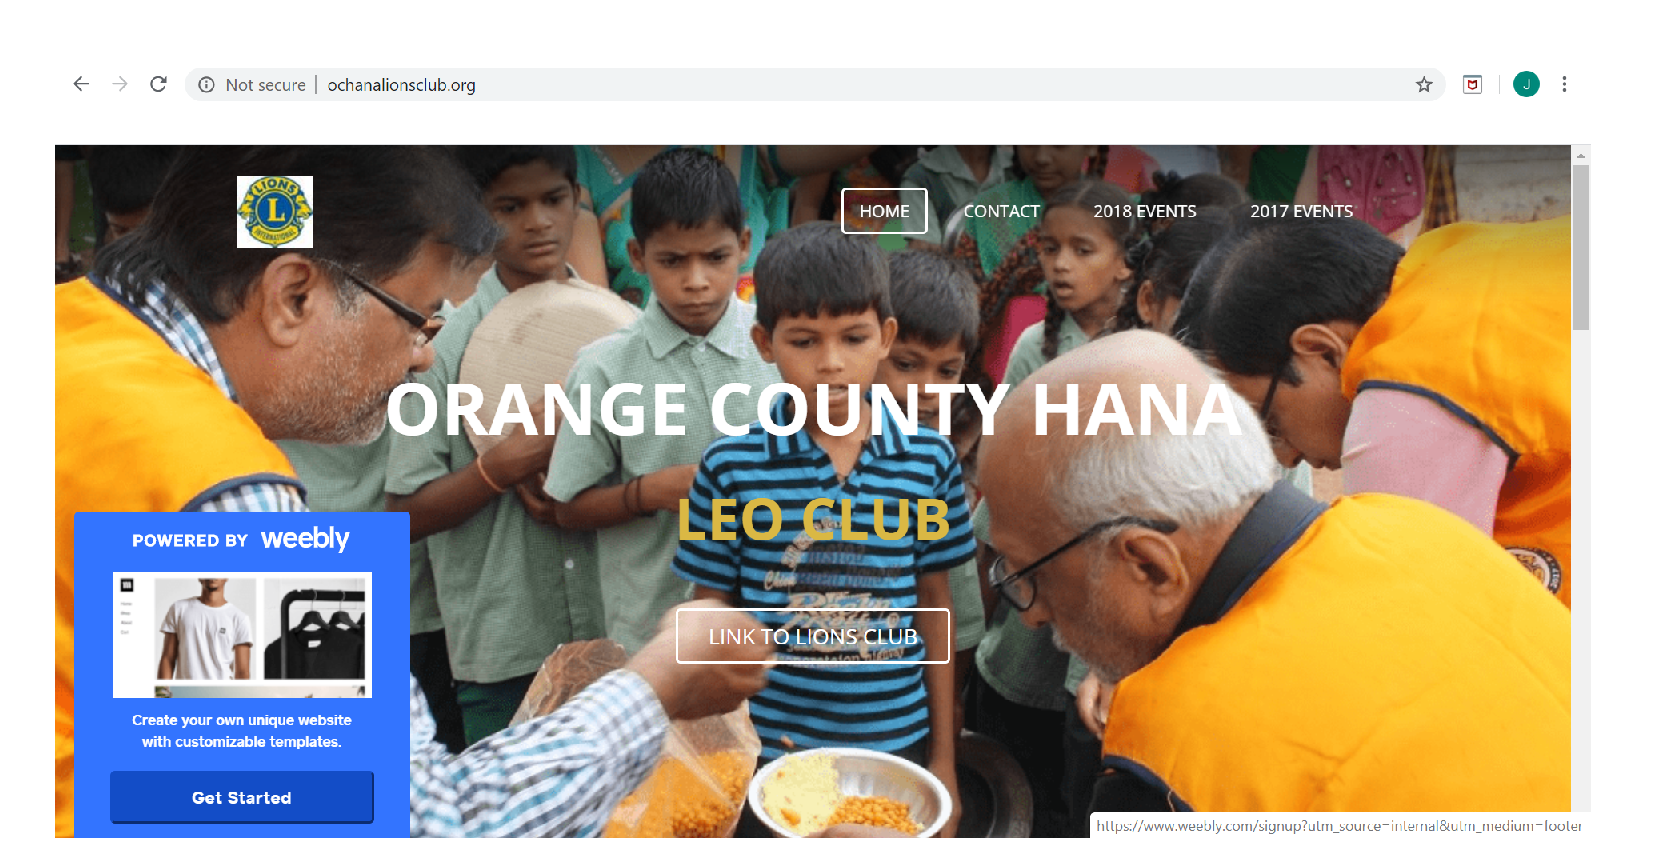 Not secure | ochanalionsclub.org
J
LIONS
L
INTERNATIONAL
HOME CONTACT 2018 EVENTS 2017 EVENTS
ORANGE COUNTY HANA
LEO CLUB
LINK TO LIONS CLUB
POWERED BY weebly
Create your own unique website
with customizable templates.
Get Started
https://www.weebly.com/signup?utm_source=internal&utm_medium=footer